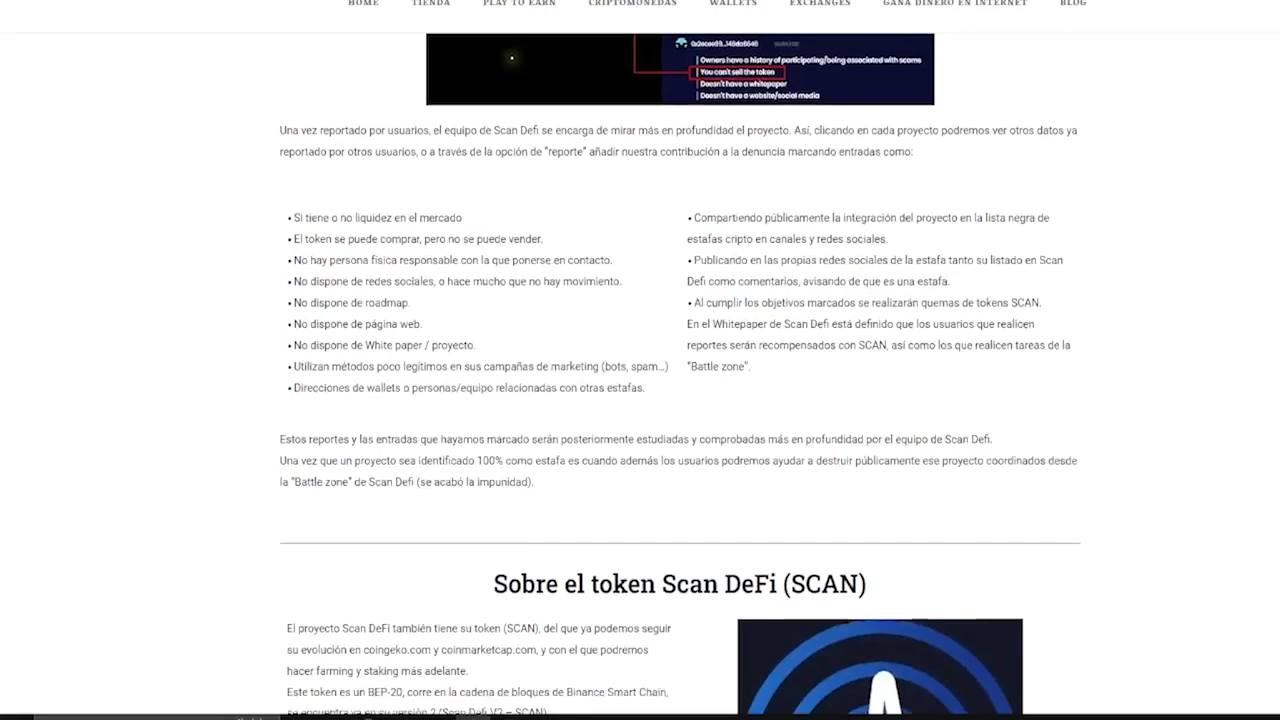 HOME TIENDA PLAY TO EARN CRIPTOMONEDAS WALLETS EXCHANGES GANA DINERO EN INTERNET BLOG
Owners have a history of participating/being associated with scams
You can't sell the token
Doesn't have a whitepaper
Doesn't have a website/social media
Una vez reportado por usuarios, el equipo de Scan Defi se encarga de mirar más en profundidad el proyecto. Así, clicando en cada proyecto podremos ver otros datos ya
reportado por otros usuarios, o a través de la opción de "reporte" añadir nuestra contribución a la denuncia marcando entradas como:
• Si tiene o no liquidez en el mercado
• El token se puede comprar, pero no se puede vender.
• No hay persona física responsable con la que ponerse en contacto.
• No dispone de redes sociales, o hace mucho que no hay movimiento.
• No dispone de roadmap.
• No dispone de página web.
• No dispone de White paper / proyecto.
• Utilizan métodos poco legítimos en sus campañas de marketing (bots, spam...)
• Direcciones de wallets o personas/equipo relacionadas con otras estafas.
• Compartiendo públicamente la integración del proyecto en la lista negra de
estafas cripto en canales y redes sociales.
• Publicando en las propias redes sociales de la estafa tanto su listado en Scan
Defi como comentarios, avisando de que es una estafa.
• Al cumplir los objetivos marcados se realizarán quemas de tokens SCAN.
En el Whitepaper de Scan Defi está definido que los usuarios que realicen
reportes serán recompensados con SCAN, así como los que realicen tareas de la
"Battle zone".
Estos reportes y las entradas que hayamos marcado serán posteriormente estudiadas y comprobadas más en profundidad por el equipo de Scan Defi.
Una vez que un proyecto sea identificado 100% como estafa es cuando además los usuarios podremos ayudar a destruir públicamente ese proyecto coordinados desde
la "Battle zone" de Scan Defi (se acabó la impunidad).
Sobre el token Scan DeFi (SCAN)
El proyecto Scan DeFi también tiene su token (SCAN), del que ya podemos seguir
su evolución en coingeko.com y coinmarketcap.com, y con el que podremos
hacer farming y staking más adelante.
Este token es un BEP-20, corre en la cadena de bloques de Binance Smart Chain,
se encuentra ya en su versión 2 (Scan Defi V2 – SCAN)